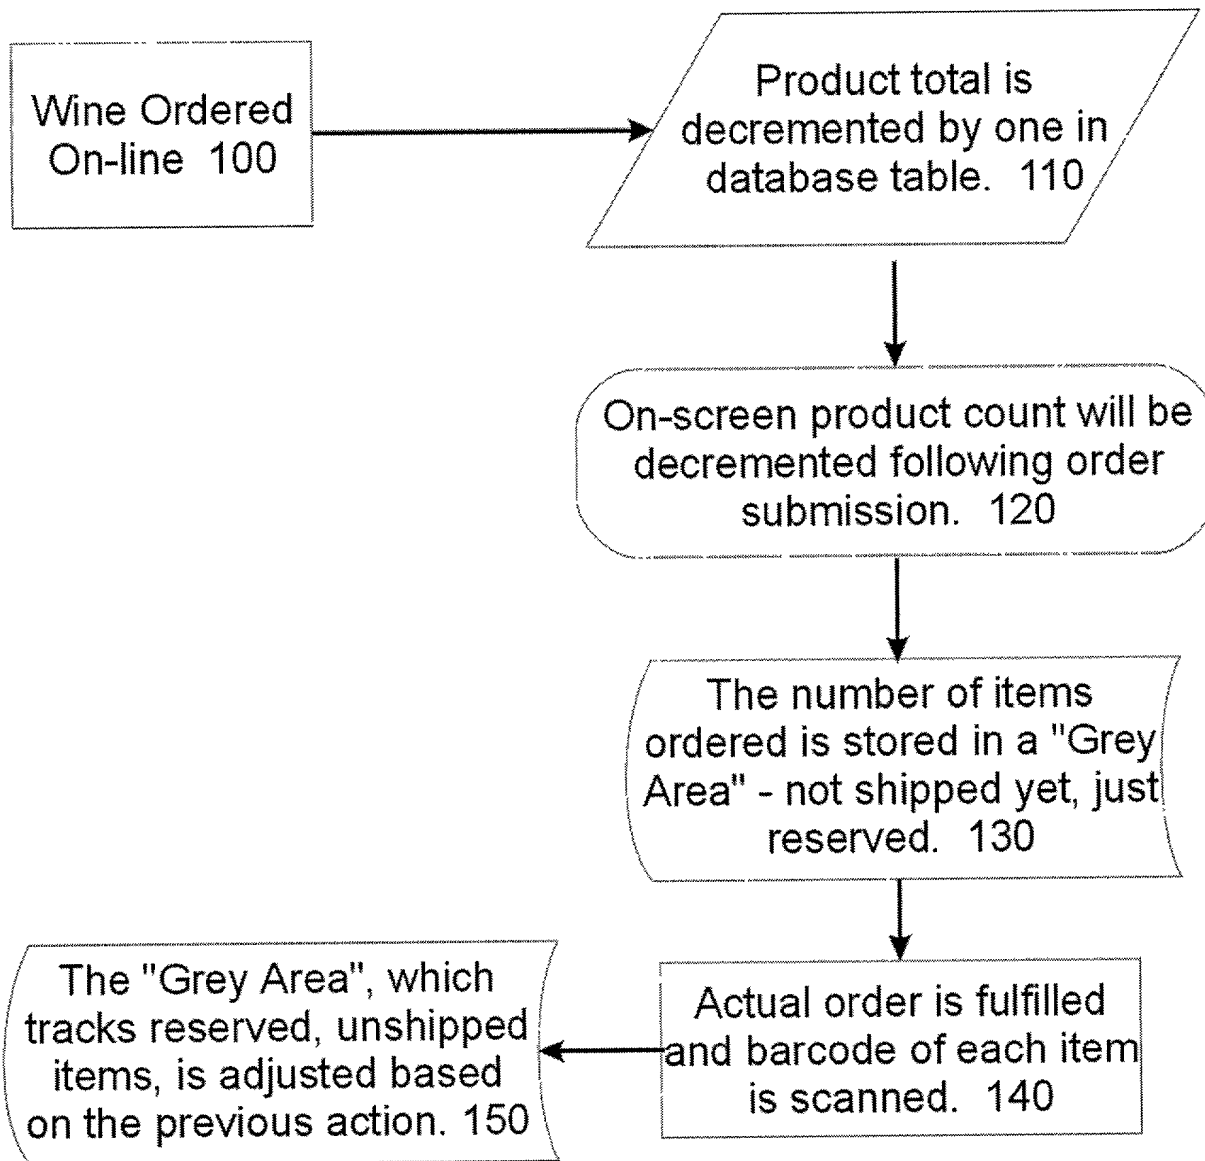 Wine Ordered
On-line 100
Product total is
decremented by one in
database table. 110
On-screen product count will be
decremented following order
submission. 120
The number of items
ordered is stored in a "Grey
Area" - not shipped yet, just
reserved. 130
Actual order is fulfilled
and barcode of each item
is scanned. 140
The "Grey Area", which
tracks reserved, unshipped
items, is adjusted based
on the previous action. 150